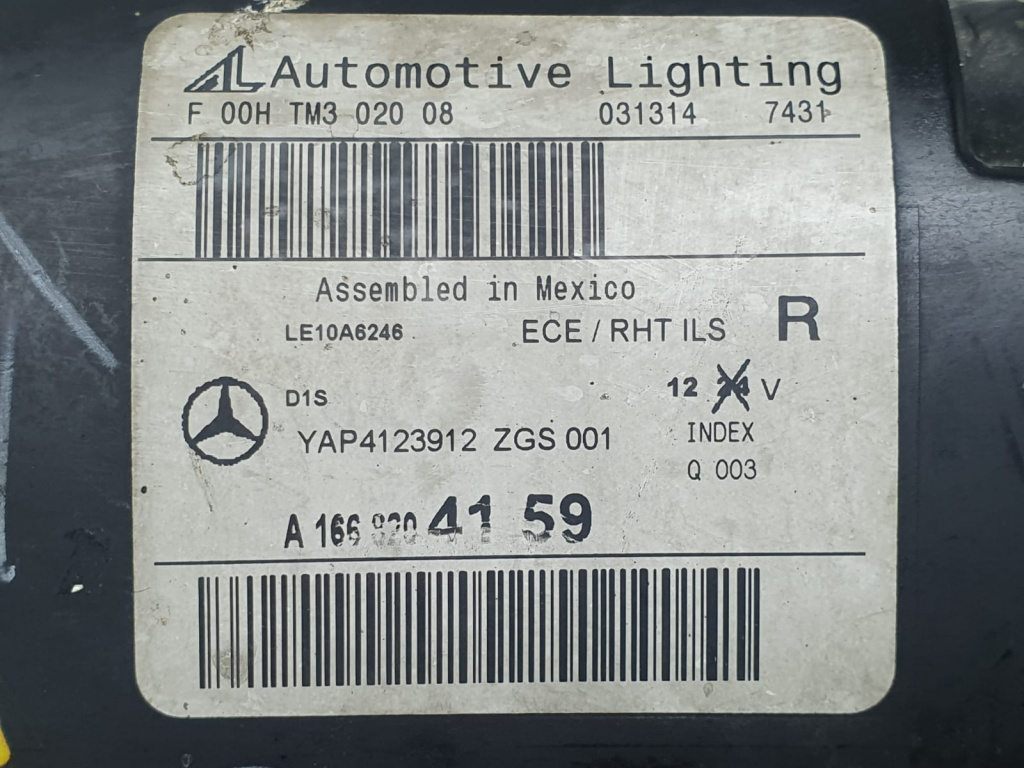 AL Automotive Lighting
F 00H TM3 020 08 031314 7431
Assembled in Mexico
LE10A6246 ECE / RHT ILS R
D1S 12 24 V
YAP4123912 ZGS 001 INDEX
Q 003
A 166 820 41 59